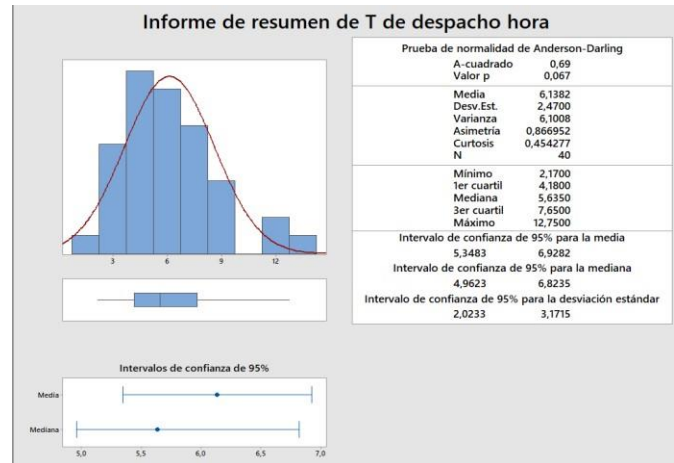 Informe de resumen de T de despacho hora
3 6 9 12
Intervalos de confianza de 95%
Media
Mediana
5,0 5,5 6,0 6,5 7,0
Prueba de normalidad de Anderson-Darling
A-cuadrado 0,69
Valor p 0,067
Media 6,1382
Desv.Est. 2,4700
Varianza 6,1008
Asimetría 0,866952
Curtosis 0,454277
N 40
Mínimo 2,1700
1er cuartil 4,1800
Mediana 5,6350
3er cuartil 7,6500
Máximo 12,7500
Intervalo de confianza de 95% para la media
5,3483 6,9282
Intervalo de confianza de 95% para la mediana
4,9623 6,8235
Intervalo de confianza de 95% para la desviación estándar
2,0233 3,1715